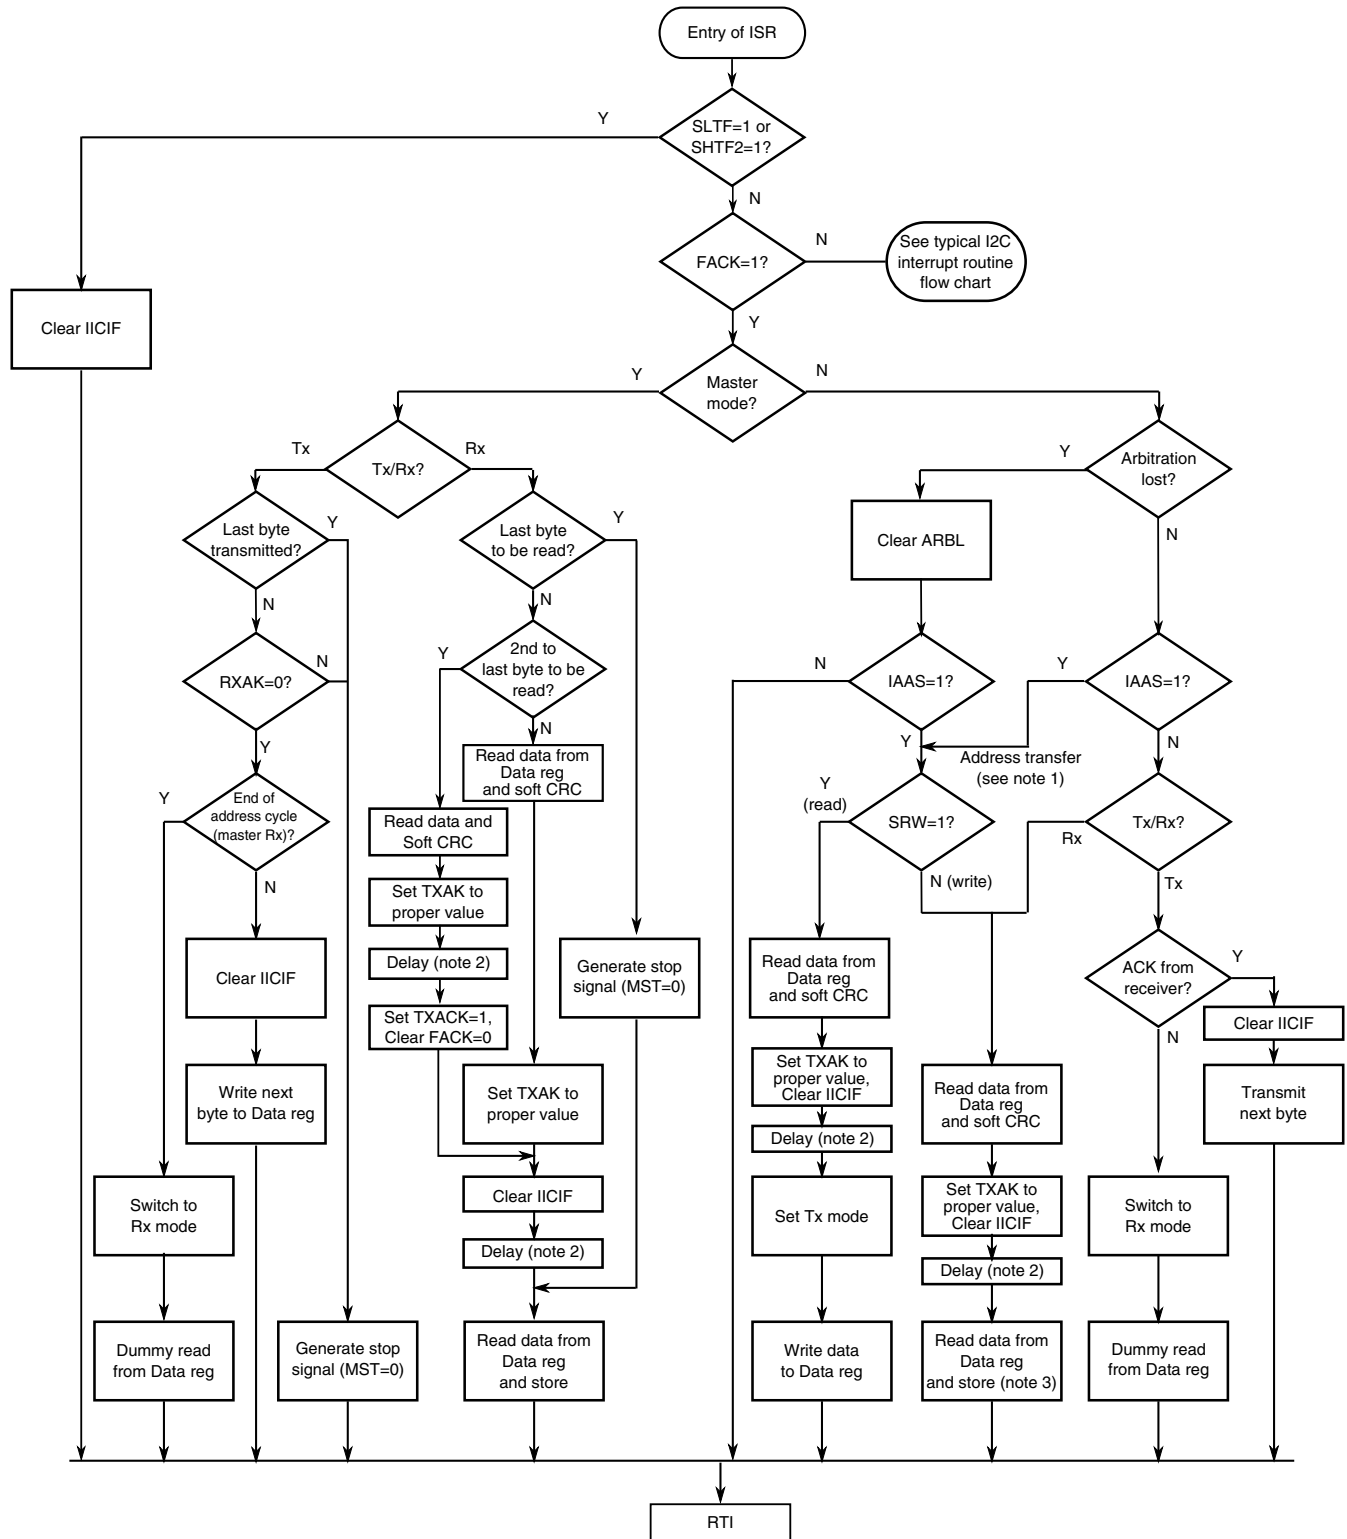 Entry of ISR
SLTF=1 or
SHTF2=1?
Y
N
FACK=1?
N
See typical I2C
interrupt routine
flow chart
Y
Clear IICIF
Master
mode?
Y
N
Tx/Rx?
Tx
Rx
Arbitration
lost?
Y
N
Last byte
transmitted?
Y
N
Last byte
to be read?
Y
N
Clear ARBL
RXAK=0?
N
Y
2nd to
last byte to be
read?
Y
N
IAAS=1?
N
Y
IAAS=1?
Y
N
Address transfer
(see note 1)
Read data from
Data reg
and soft CRC
End of
address cycle
(master Rx)?
Y
N
Read data and
Soft CRC
SRW=1?
Y
(read)
N (write)
Tx/Rx?
Rx
Tx
Set TXAK to
proper value
Delay (note 2)
Set TXACK=1,
Clear FACK=0
Clear IICIF
Generate stop
signal (MST=0)
Read data from
Data reg
and soft CRC
ACK from
receiver?
Y
N
Clear IICIF
Write next
byte to Data reg
Set TXAK to
proper value
Set TXAK to
proper value,
Clear IICIF
Delay (note 2)
Read data from
Data reg
and soft CRC
Transmit
next byte
Switch to
Rx mode
Clear IICIF
Delay (note 2)
Set Tx mode
Set TXAK to
proper value,
Clear IICIF
Delay (note 2)
Switch to
Rx mode
Dummy read
from Data reg
Generate stop
signal (MST=0)
Read data from
Data reg
and store
Write data
to Data reg
Read data from
Data reg
and store (note 3)
Dummy read
from Data reg
RTI